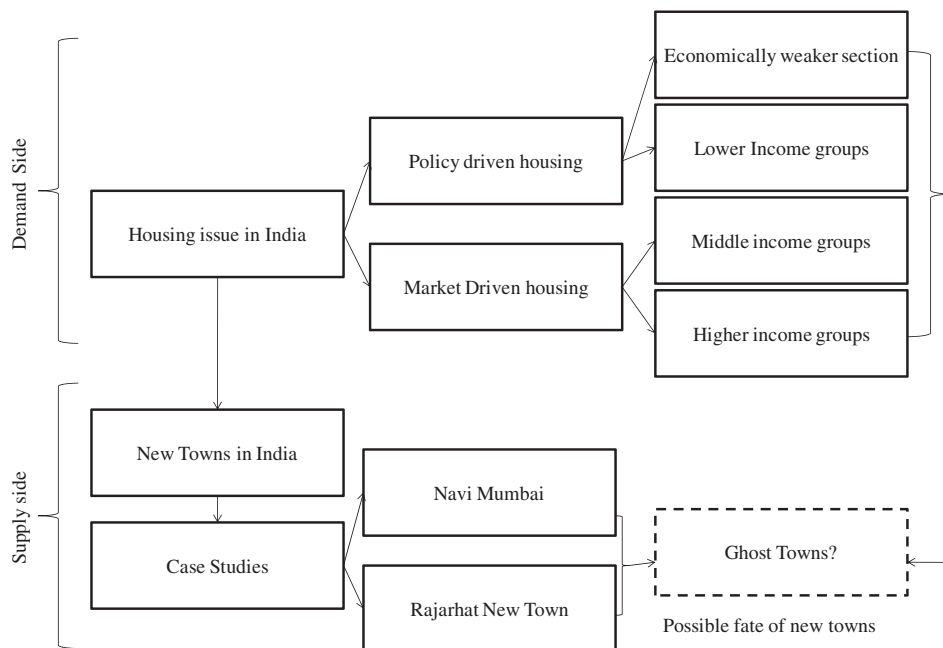 Demand Side
Housing issue in India
Policy driven housing
Market Driven housing
Economically weaker section
Lower Income groups
Middle income groups
Higher income groups
Supply side
New Towns in India
Case Studies
Navi Mumbai
Rajarhat New Town
Ghost Towns?
Possible fate of new towns